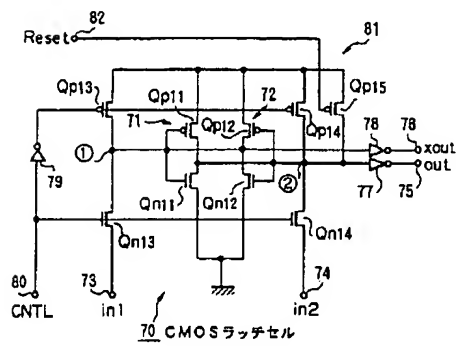 82
Reset
81
Qp13
Qp11
72
Qp15
71
Qp12
Qp14
78
78
xout
①
out
79
②
77
75
Qn11
Qn12
Qn13
Qn14
80
73
74
CNTL
in1
in2
70 CMOSラッチセル